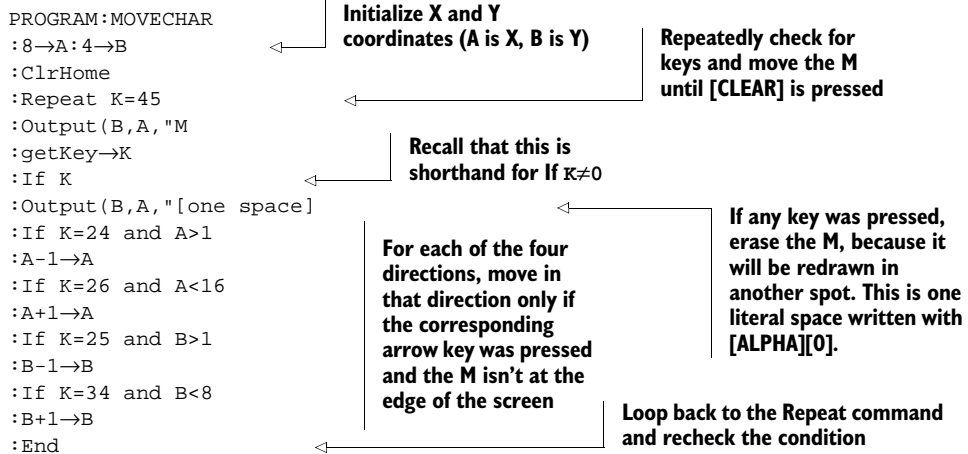 PROGRAM:MOVECHAR
:8→A:4→B
:ClrHome
:Repeat K=45
:Output(B,A,"M
:getKey→K
:If K
:Output(B,A,"[one space]
:If K=24 and A>1
:A-1→A
:If K=26 and A<16
:A+1→A
:If K=25 and B>1
:B-1→B
:If K=34 and B<8
:B+1→B
:End
Initialize X and Y
coordinates (A is X, B is Y)
Repeatedly check for
keys and move the M
until [CLEAR] is pressed
Recall that this is
shorthand for If K≠0
If any key was pressed,
erase the M, because it
will be redrawn in
another spot. This is one
literal space written with
[ALPHA][0].
For each of the four
directions, move in
that direction only if
the corresponding
arrow key was pressed
and the M isn't at the
edge of the screen
Loop back to the Repeat command
and recheck the condition